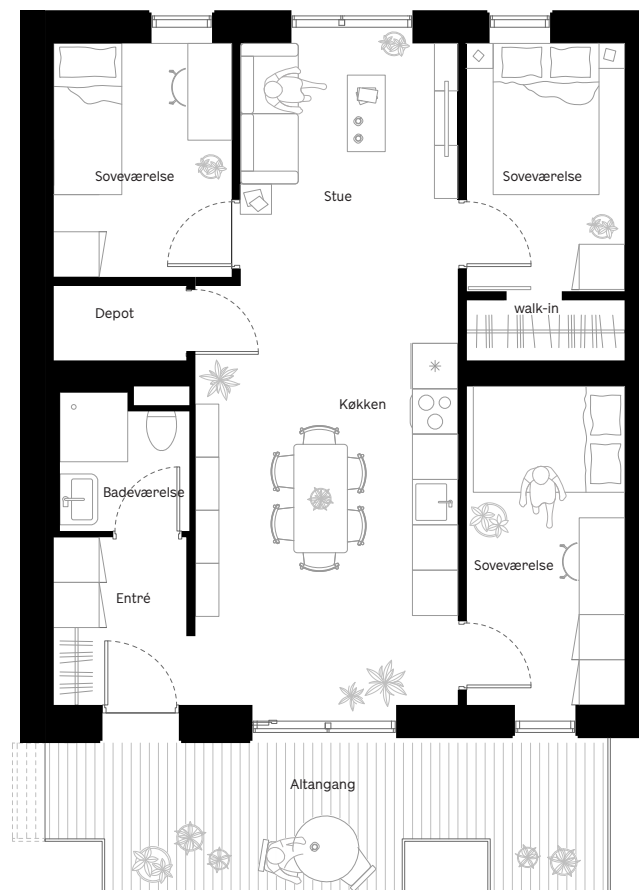 Soveværelse
Soveværelse
Stue
Depot
walk-in
Køkken
Badeværelse
Soveværelse
Entré
Altangang